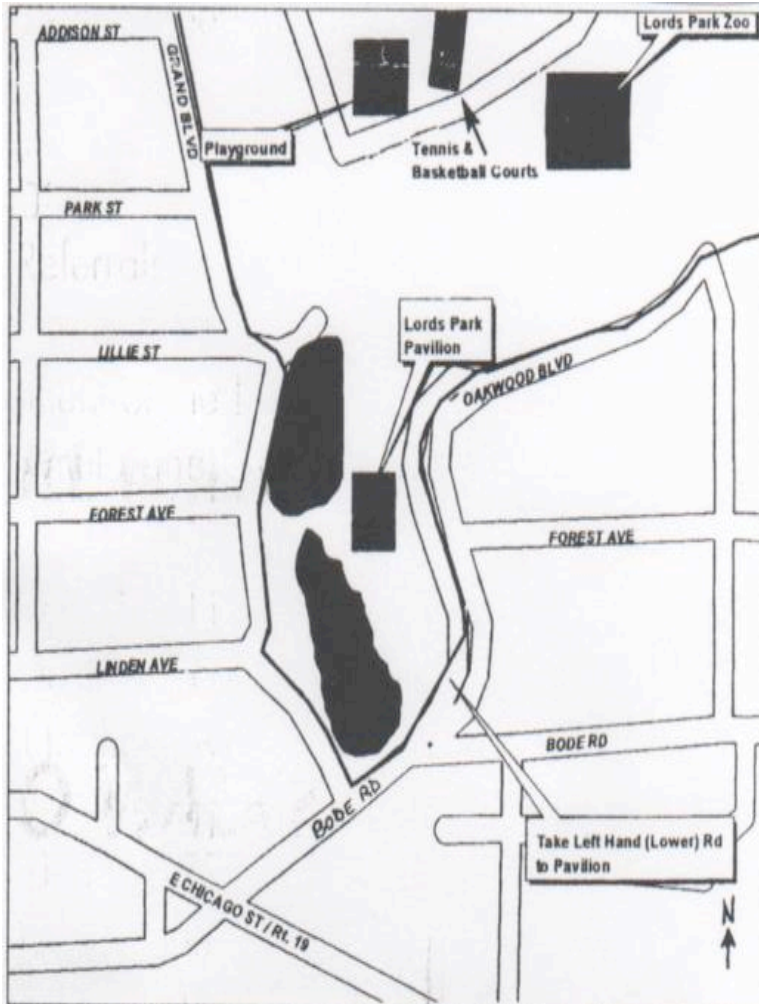 ADDISON ST
Lords Park Zoo
GRAND BLVD
Playground
Tennis &
Basketball Courts
PARK ST
Lords Park
Pavilion
LILLIE ST
OAKWOOD BLVD
FOREST AVE
FOREST AVE
LINDEN AVE
BODE RD
BODE RD
Take Left Hand (Lower) Rd
to Pavilion
E CHICAGO ST / Rt. 19
N